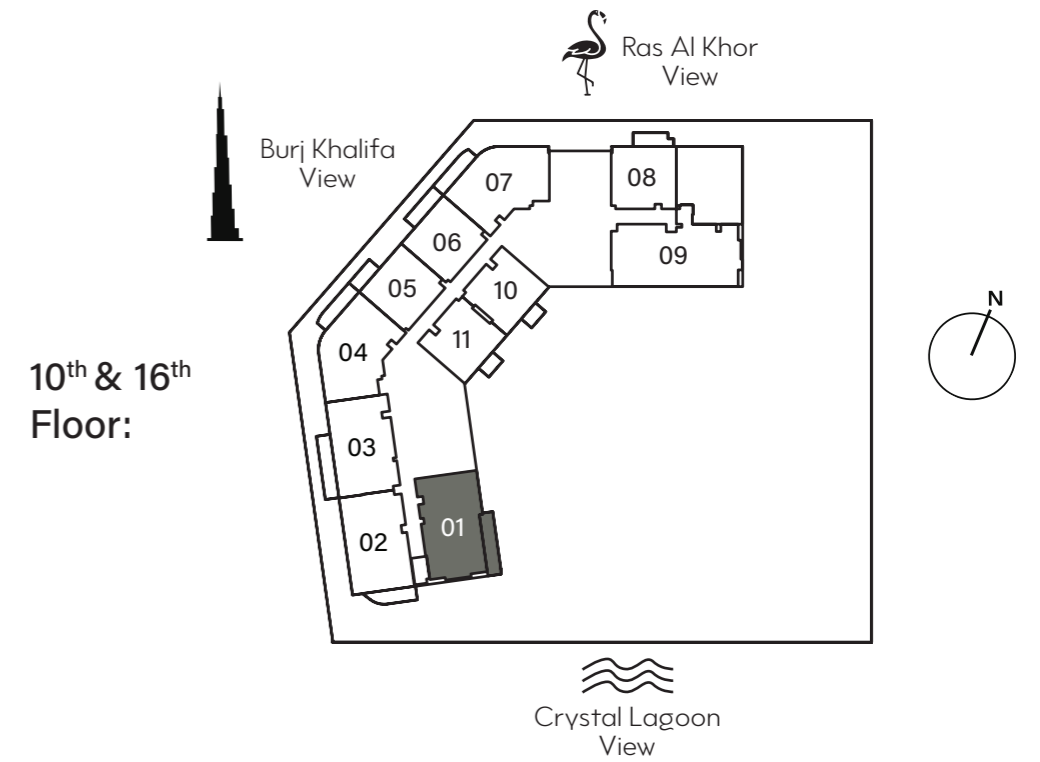 Ras Al Khor
View
Burj Khalifa
View
07
08
06
09
05
10
11
04
N
10th & 16th
Floor:
03
01
02
Crystal Lagoon
View